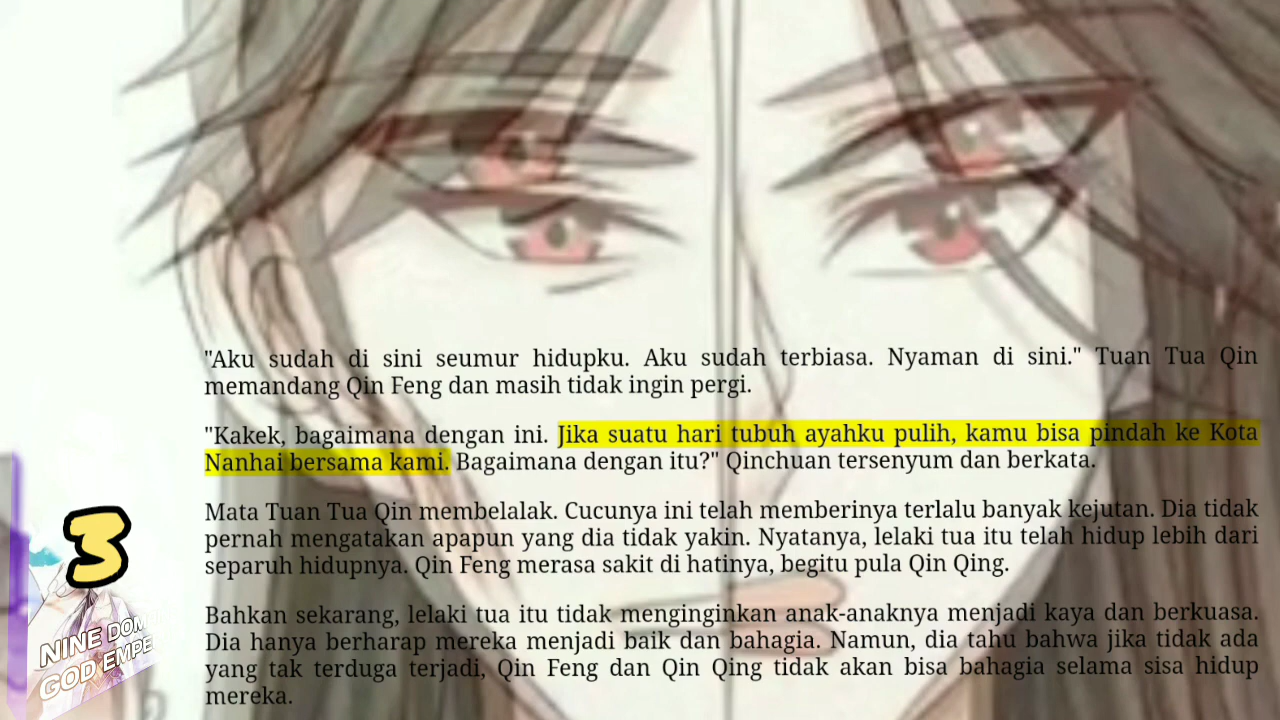 "Aku sudah di sini seumur hidupku. Aku sudah terbiasa. Nyaman di sini." Tuan Tua Qin
memandang Qin Feng dan masih tidak ingin pergi.
"Kakek, bagaimana dengan ini. Jika suatu hari tubuh ayahku pulih, kamu bisa pindah ke Kota
Nanhai bersama kami. Bagaimana dengan itu?" Qinchuan tersenyum dan berkata.
Mata Tuan Tua Qin membelalak. Cucunya ini telah memberinya terlalu banyak kejutan. Dia tidak
pernah mengatakan apapun yang dia tidak yakin. Nyatanya, lelaki tua itu telah hidup lebih dari
separuh hidupnya. Qin Feng merasa sakit di hatinya, begitu pula Qin Qing.
Bahkan sekarang, lelaki tua itu tidak menginginkan anak-anaknya menjadi kaya dan berkuasa.
Dia hanya berharap mereka menjadi baik dan bahagia. Namun, dia tahu bahwa jika tidak ada
yang tak terduga terjadi, Qin Feng dan Qin Qing tidak akan bisa bahagia selama sisa hidup
mereka.
3
NINE DOM
GOD EMPE